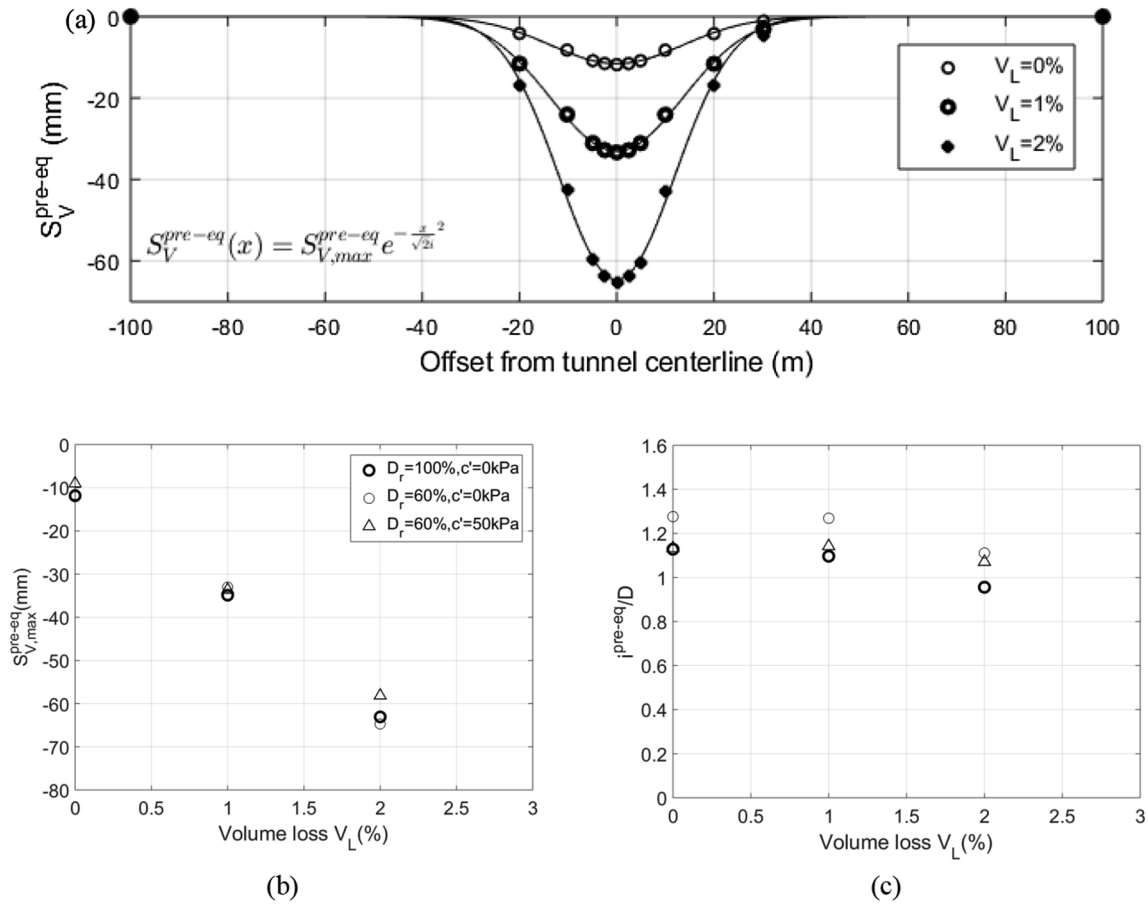 (a)
0
-20
-40
-60
S_V^pre-eq (mm)
V_L=0%
V_L=1%
V_L=2%
S_V^{pre-eq}(x) = S_{V,max}^{pre-eq} e^{-\frac{x}{\sqrt{2}i}^2}
-100 -80 -60 -40 -20 0 20 40 60 80 100
Offset from tunnel centerline (m)
0
-10
-20
-30
-40
-50
-60
-70
-80
S_{V,max}^{pre-eq}(mm)
D_r=100%,c'=0kPa
D_r=60%,c'=0kPa
D_r=60%,c'=50kPa
0 0.5 1 1.5 2 2.5 3
Volume loss V_L(%)
(b)
1.6
1.4
1.2
1
0.8
0.6
0.4
0.2
0
i^{pre-eq}/D
0 0.5 1 1.5 2 2.5 3
Volume loss V_L(%)
(c)